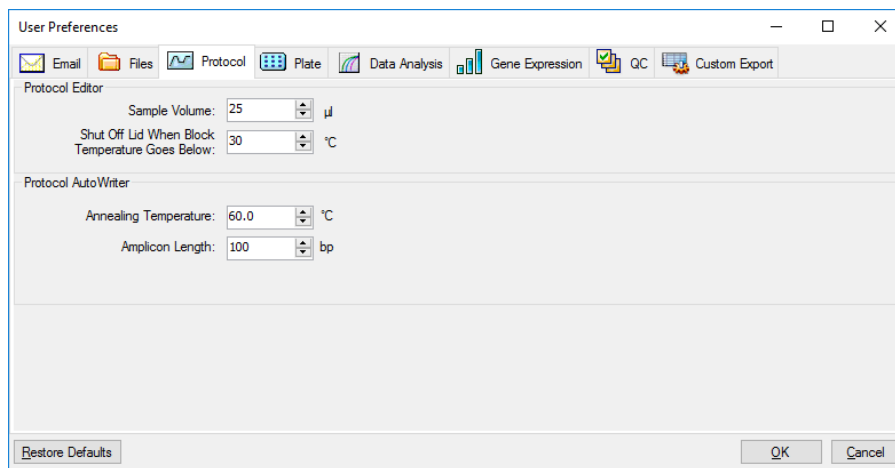 User Preferences
Email Files Protocol Plate Data Analysis Gene Expression QC Custom Export
Protocol Editor
Sample Volume: 25 µl
Shut Off Lid When Block
Temperature Goes Below: 30 °C
Protocol AutoWriter
Annealing Temperature: 60.0 °C
Amplicon Length: 100 bp
Restore Defaults OK Cancel